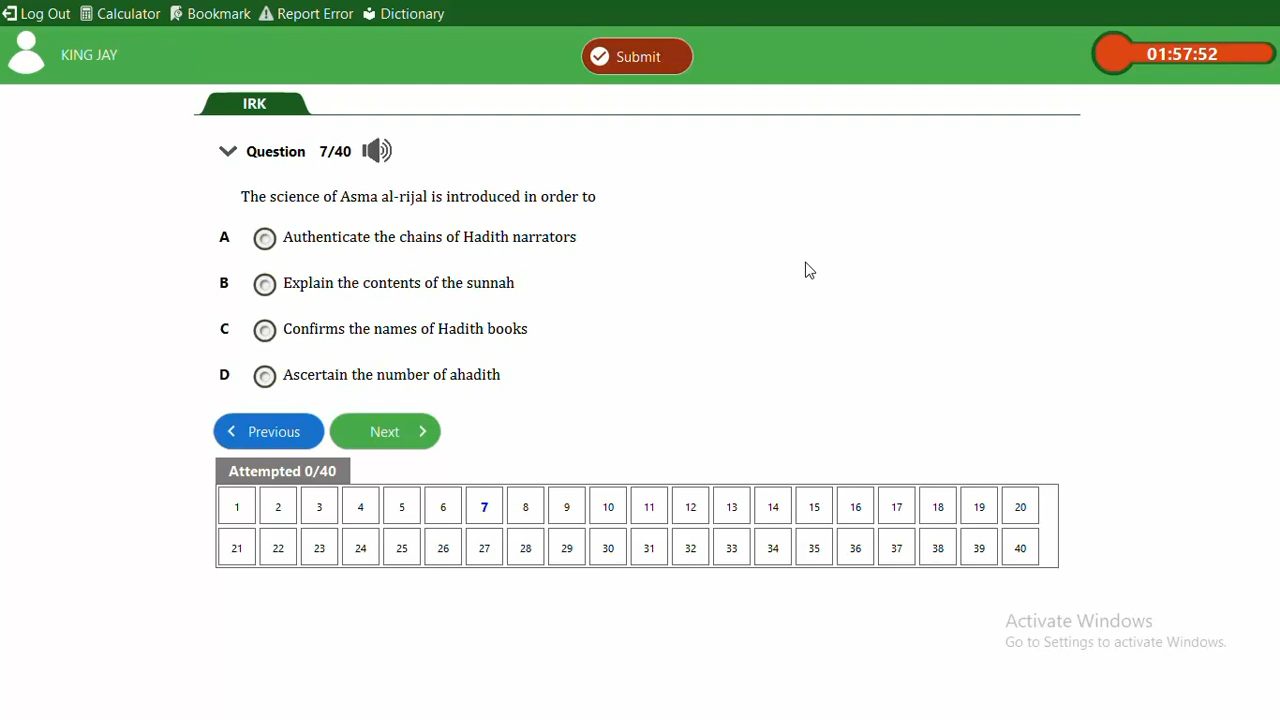 Log Out Calculator Bookmark Report Error Dictionary
KING JAY
Submit
01:57:52
IRK
Question 7/40
The science of Asma al-rijal is introduced in order to
A Authenticate the chains of Hadith narrators
B Explain the contents of the sunnah
C Confirms the names of Hadith books
D Ascertain the number of ahadith
Previous Next
Attempted 0/40
1 2 3 4 5 6 7 8 9 10 11 12 13 14 15 16 17 18 19 20
21 22 23 24 25 26 27 28 29 30 31 32 33 34 35 36 37 38 39 40
Activate Windows
Go to Settings to activate Windows.